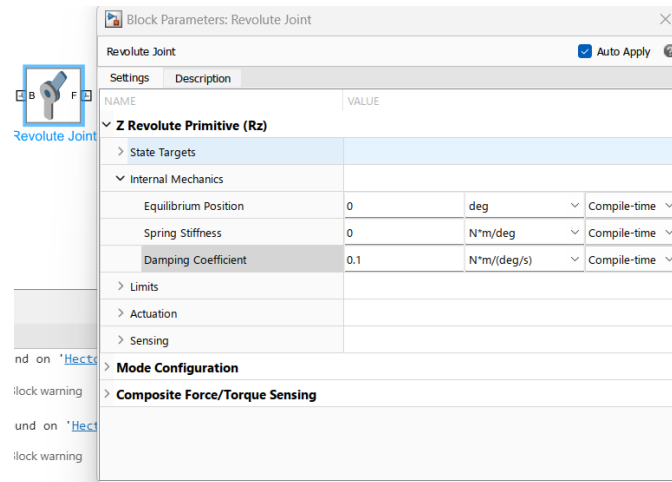 Block Parameters: Revolute Joint
Revolute Joint
Auto Apply
Settings Description
NAME VALUE
Z Revolute Primitive (Rz)
State Targets
Internal Mechanics
Equilibrium Position 0 deg Compile-time
Spring Stiffness 0 N*m/deg Compile-time
Damping Coefficient 0.1 N*m/(deg/s) Compile-time
Limits
Actuation
Sensing
Mode Configuration
Composite Force/Torque Sensing
B F
Revolute Joint
nd on 'Hecto
lock warning
und on 'Hect
lock warning